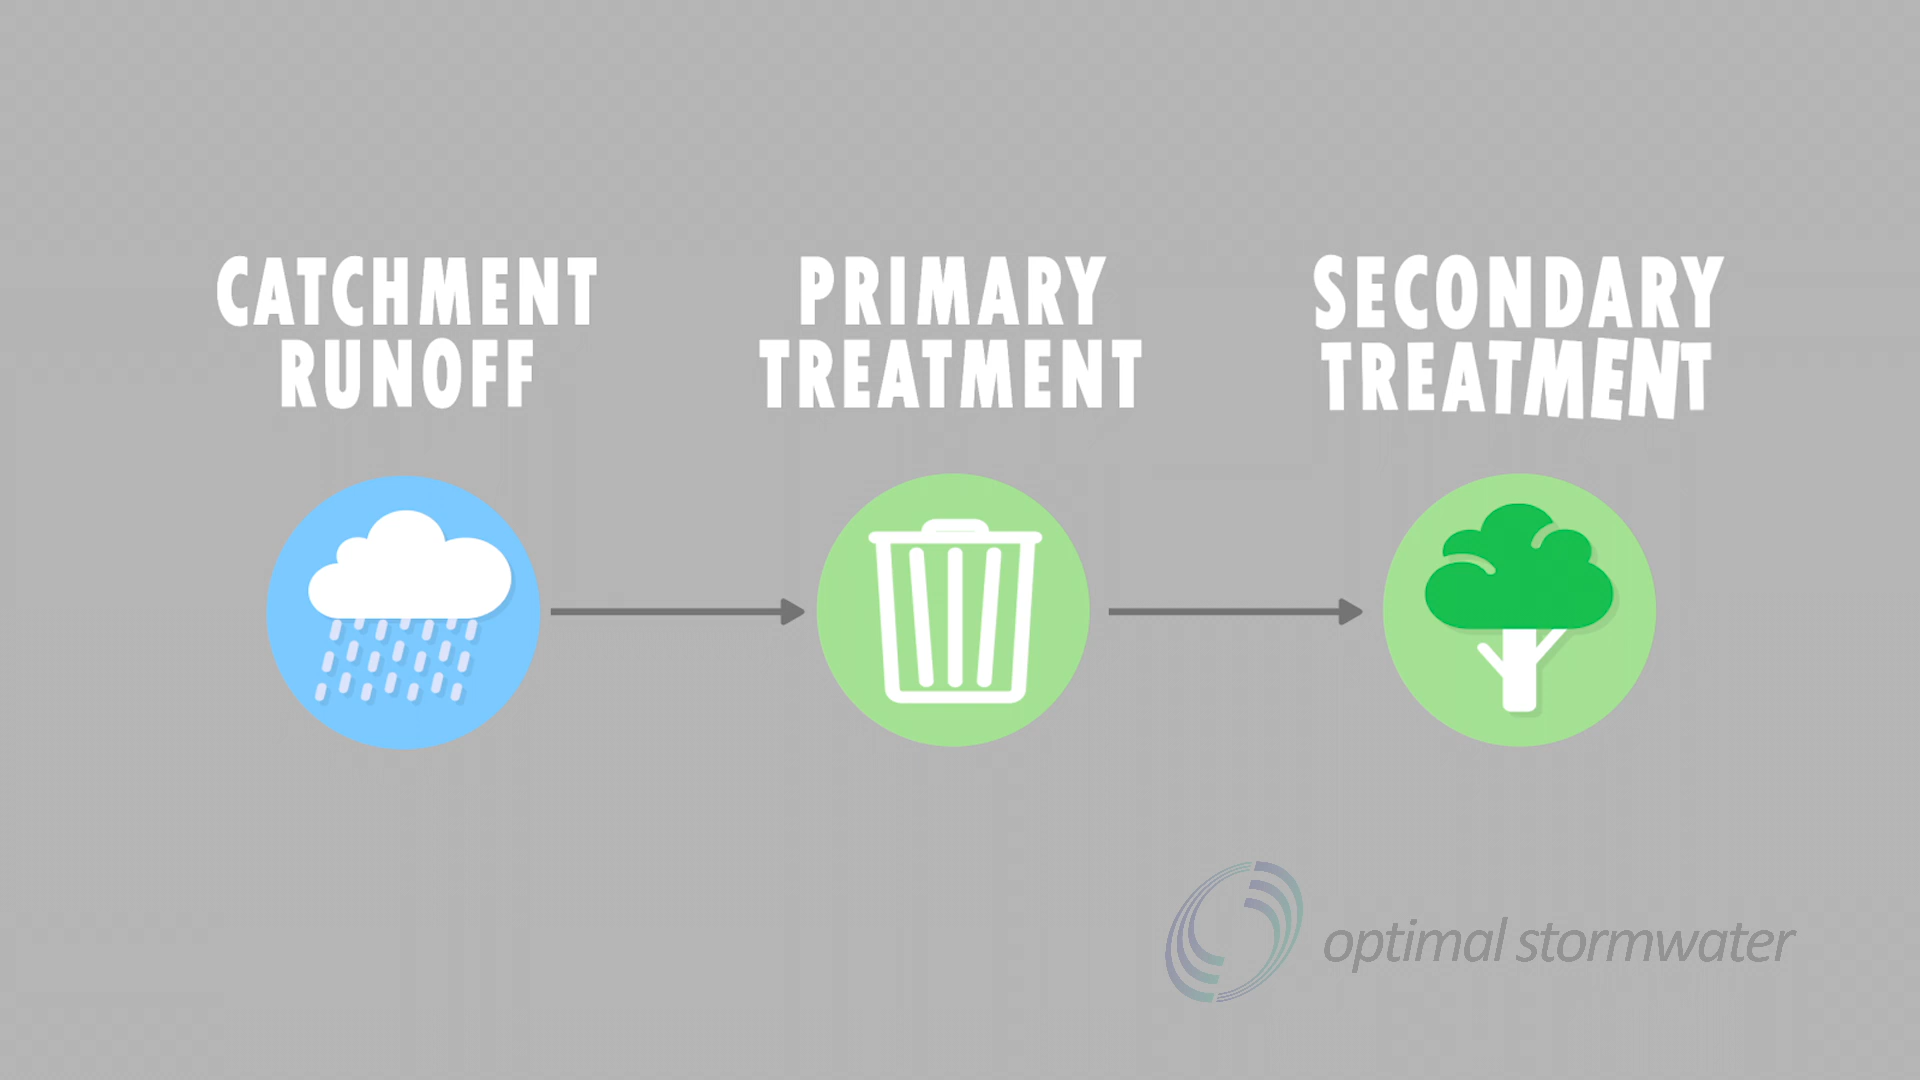 CATCHMENT
RUNOFF
PRIMARY
TREATMENT
SECONDARY
TREATMENT
optimal stormwater